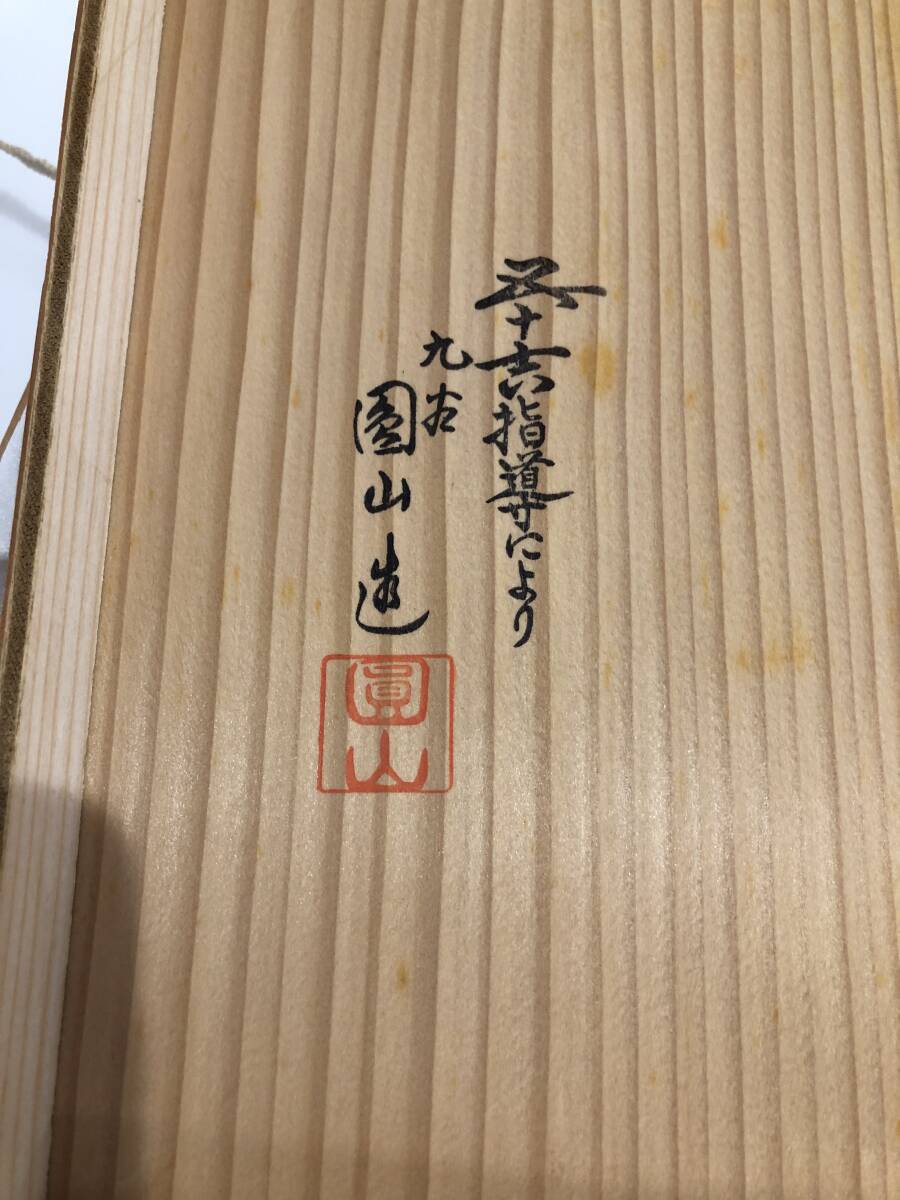 五十吉指導により
九谷
圓山造
圓山